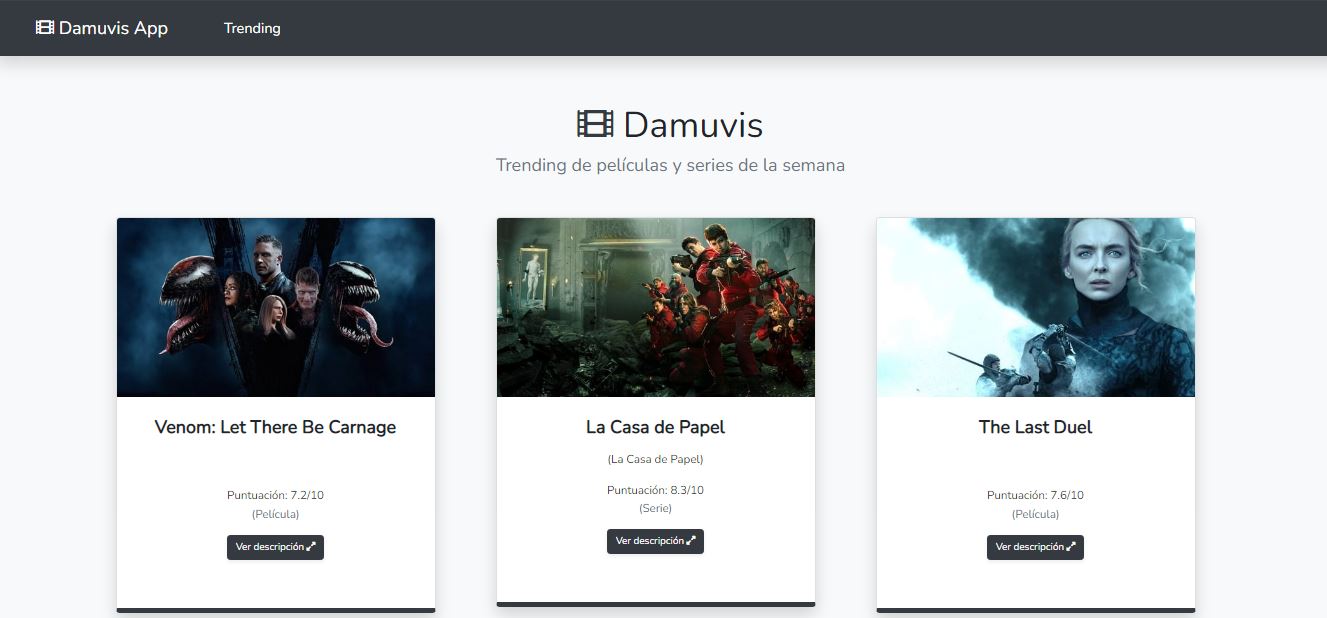 Damuvis App
Trending
Damuvis
Trending de películas y series de la semana
Venom: Let There Be Carnage
Puntuación: 7.2/10
(Película)
Ver descripción
La Casa de Papel
(La Casa de Papel)
Puntuación: 8.3/10
(Serie)
Ver descripción
The Last Duel
Puntuación: 7.6/10
(Película)
Ver descripción